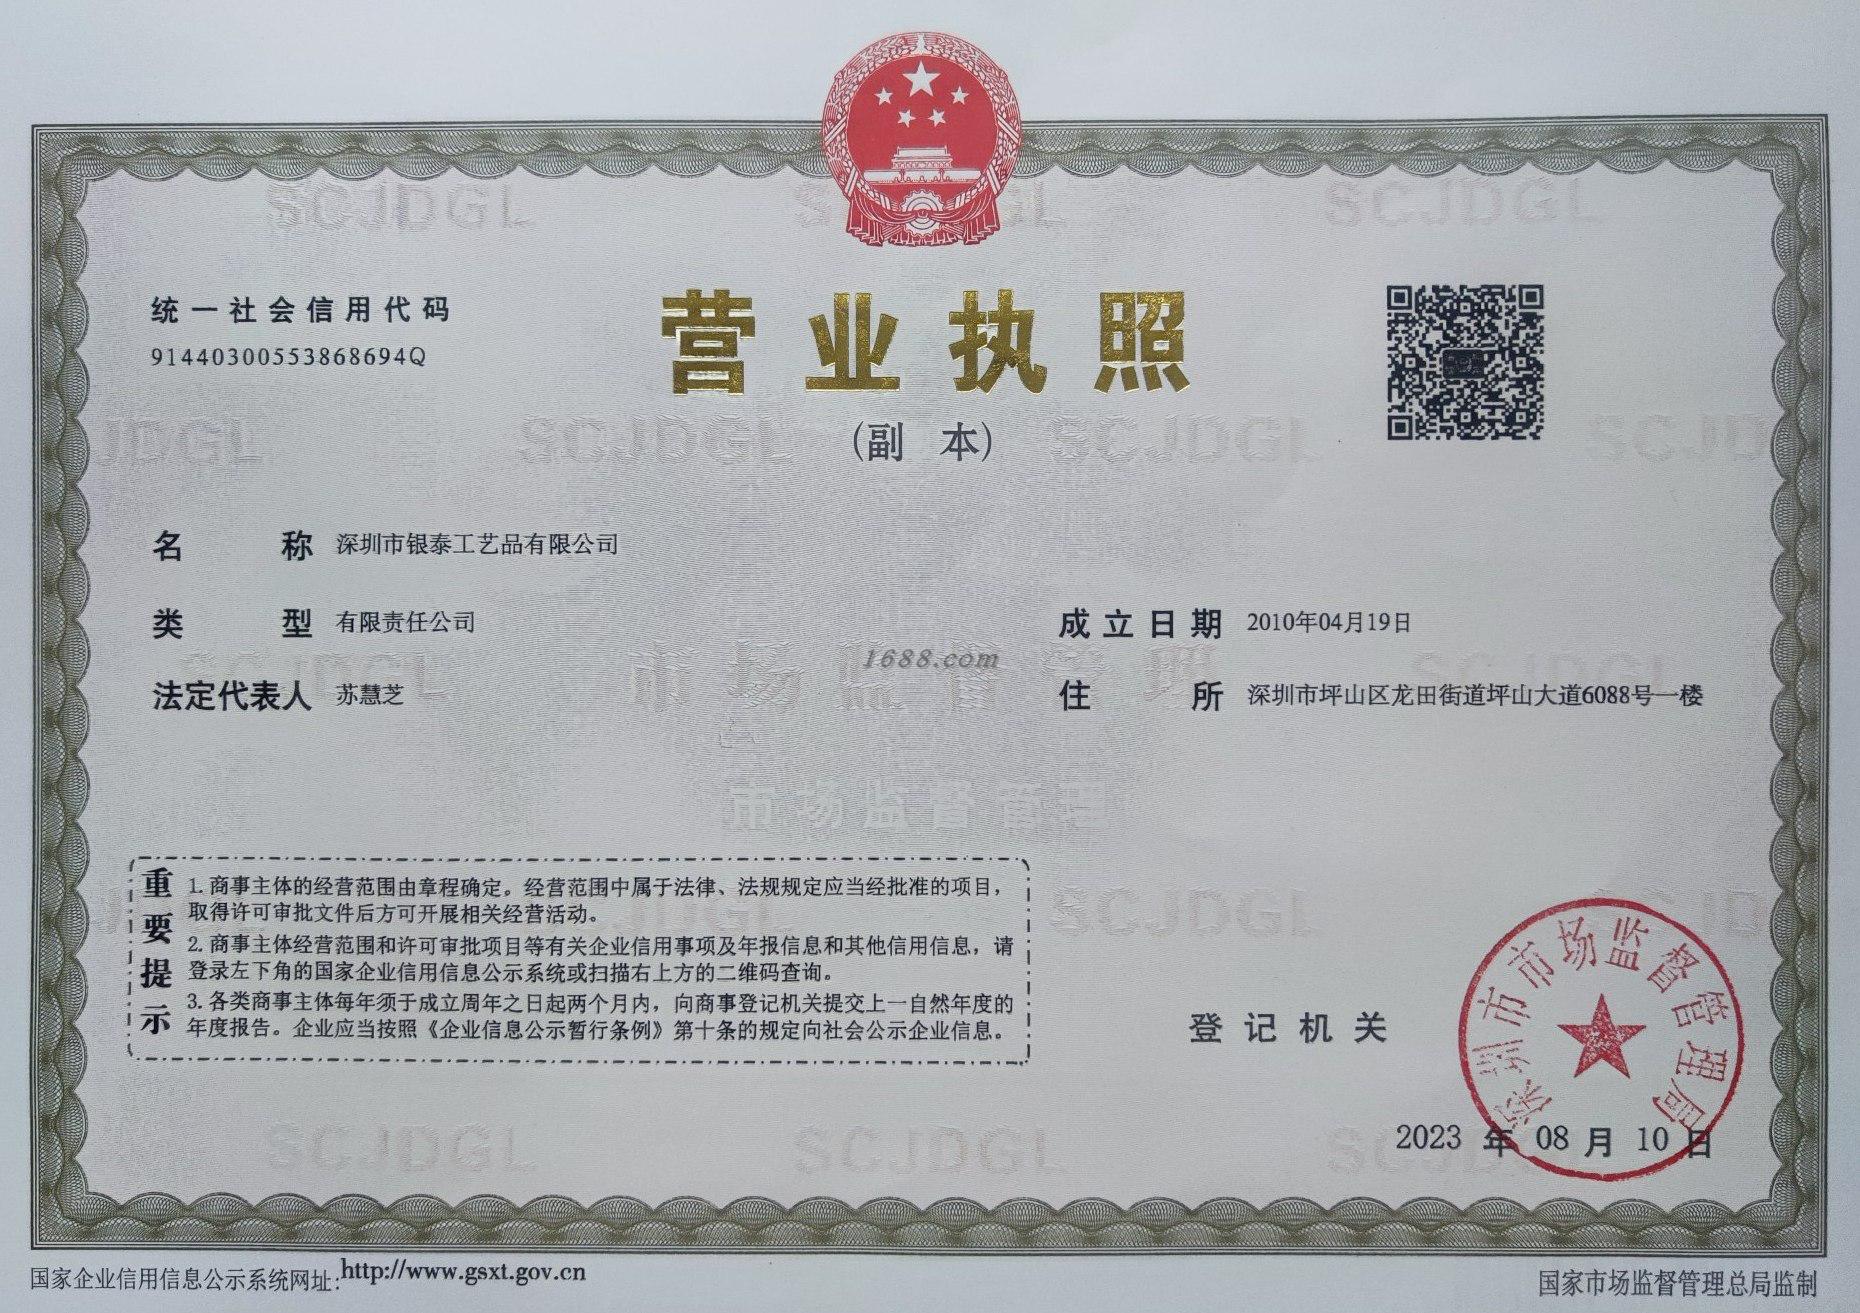 统一社会信用代码
91440300553868694Q
营业执照
(副 本)
名 称 深圳市银泰工艺品有限公司
类 型 有限责任公司
成立日期 2010年04月19日
法定代表人 苏慧芝
住 所 深圳市坪山区龙田街道坪山大道6088号一楼
1688.com
市场监督管理
市场监督管理
重要提示
1. 商事主体的经营范围由章程确定。经营范围中属于法律、法规规定应当经批准的项目，
取得许可审批文件后方可开展相关经营活动。
2. 商事主体经营范围和许可审批项目等有关企业信用事项及年报信息和其他信用信息，请
登录左下角的国家企业信用信息公示系统或扫描右上方的二维码查询。
3. 各类商事主体每年须于成立周年之日起两个月内，向商事登记机关提交上一自然年度的
年度报告。企业应当按照《企业信息公示暂行条例》第十条的规定向社会公示企业信息。
登记机关
深圳市市场监督管理局
2023 年 08 月 10 日
SCJDGL
国家企业信用信息公示系统网址:http://www.gsxt.gov.cn
国家市场监督管理总局监制